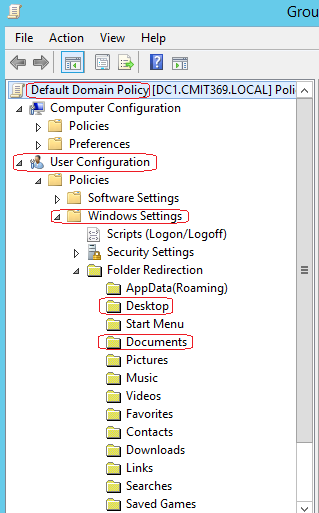 Grou
File Action View Help
Default Domain Policy [DC1.CMIT369.LOCAL] Poli
Computer Configuration
Policies
Preferences
User Configuration
Policies
Software Settings
Windows Settings
Scripts (Logon/Logoff)
Security Settings
Folder Redirection
AppData(Roaming)
Desktop
Start Menu
Documents
Pictures
Music
Videos
Favorites
Contacts
Downloads
Links
Searches
Saved Games